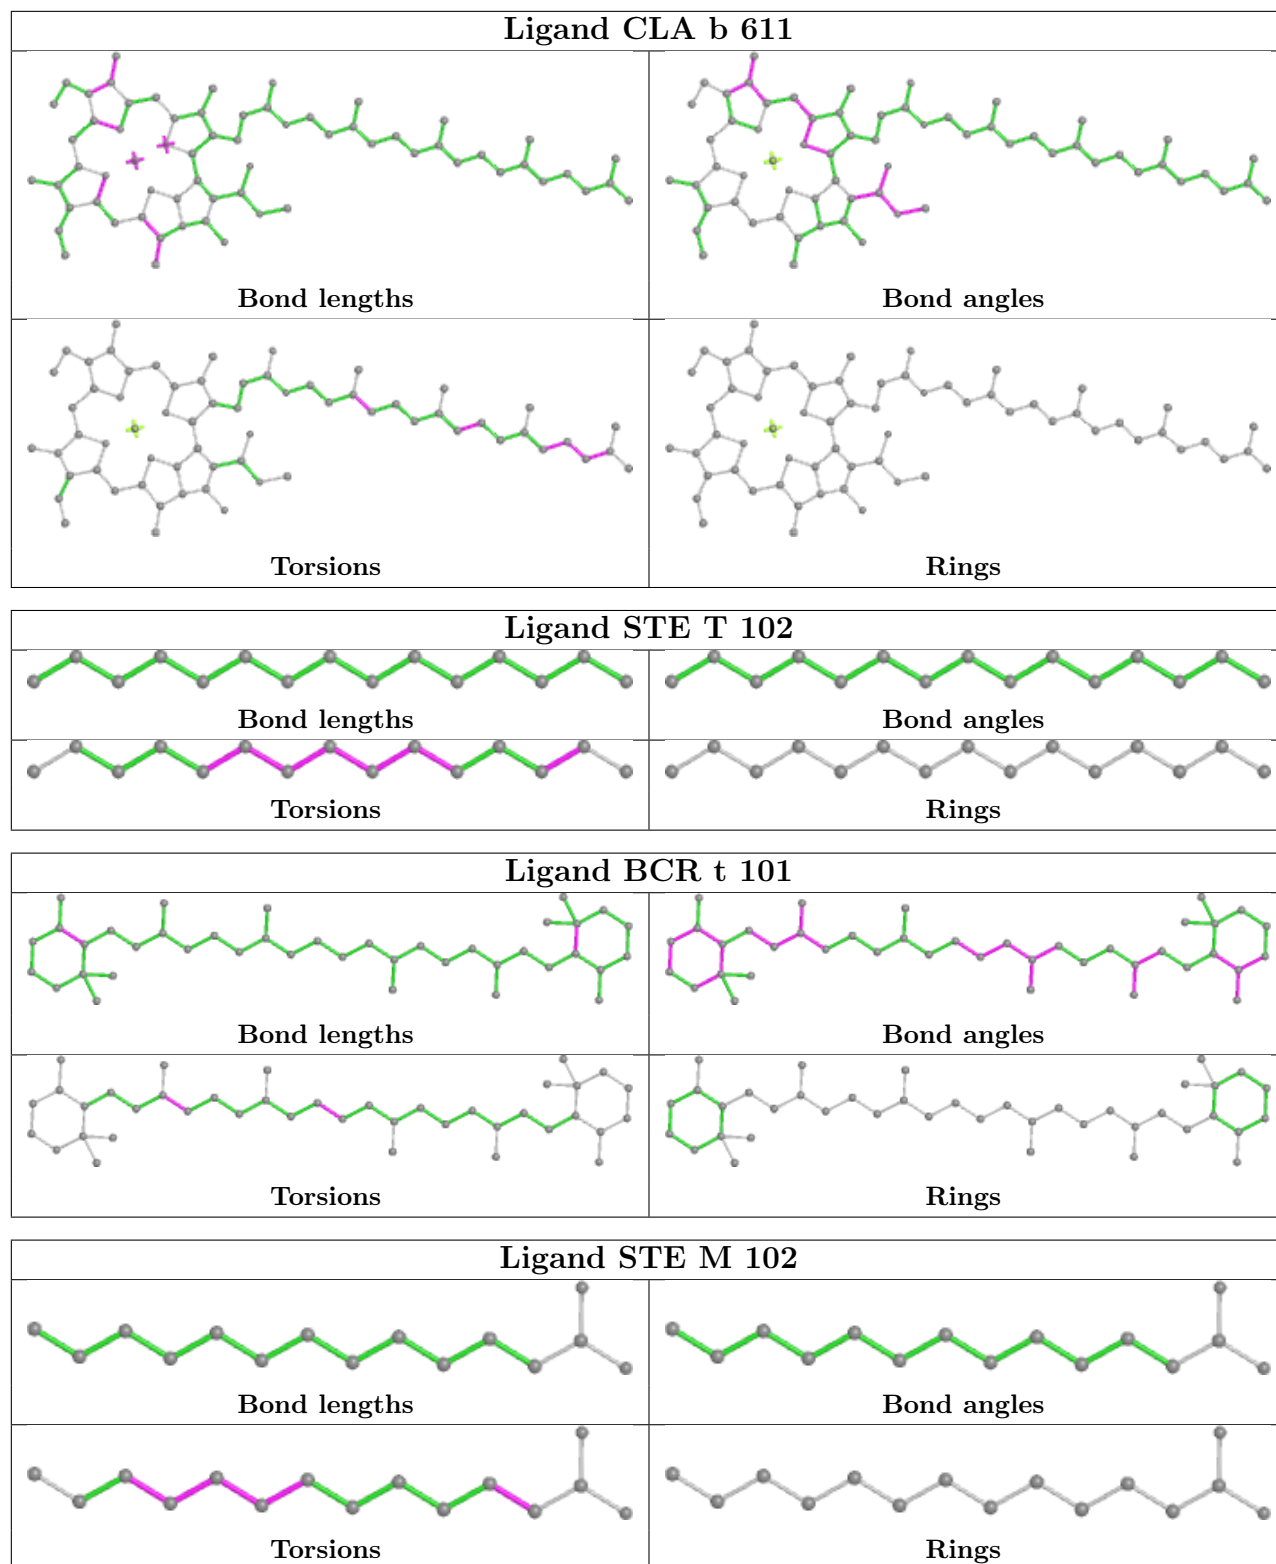 Ligand CLA b 611
Bond lengths
Bond angles
Torsions
Rings
Ligand STE T 102
Bond lengths
Bond angles
Torsions
Rings
Ligand BCR t 101
Bond lengths
Bond angles
Torsions
Rings
Ligand STE M 102
Bond lengths
Bond angles
Torsions
Rings